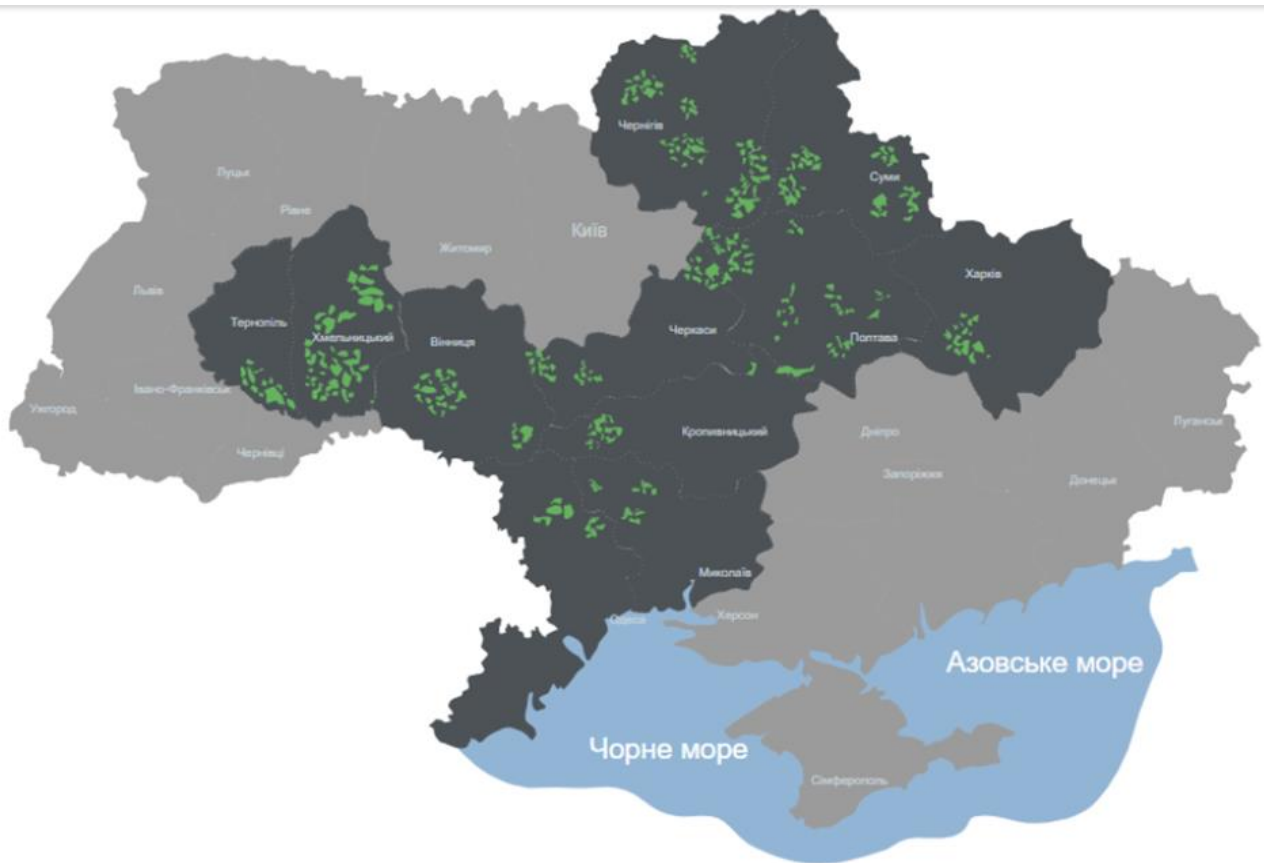 Чернігів
Суми
Луцьк
Рівне
Київ
Житомир
Харків
Львів
Тернопіль
Хмельницький
Вінниця
Черкаси
Полтава
Івано-Франківськ
Ужгород
Кропивницький
Дніпро
Луганськ
Чернівці
Запоріжжя
Донецьк
Миколаїв
Одеса
Херсон
Азовське море
Чорне море
Сімферополь